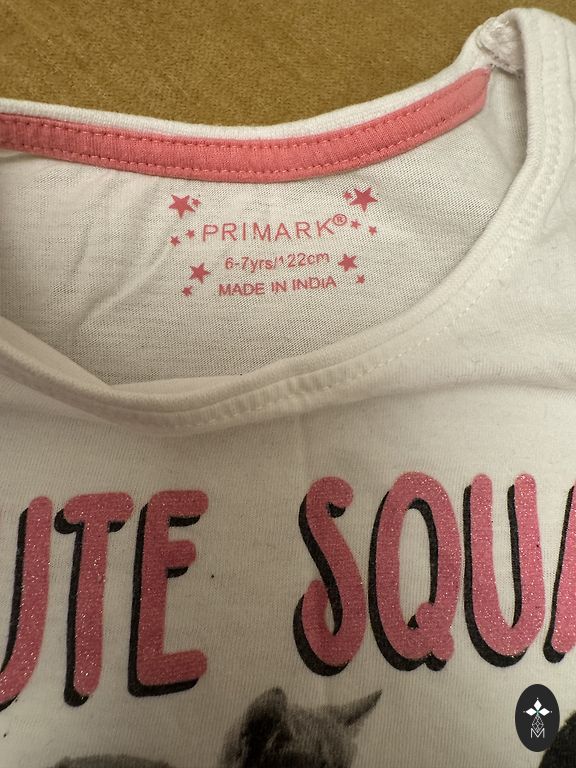 PRIMARK®
6-7yrs/122cm
MADE IN INDIA
UTE SQUA
M